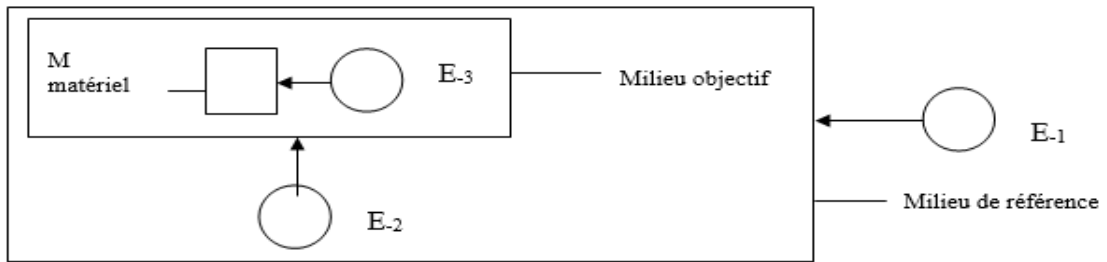 M
matériel
E-3
Milieu objectif
E-1
Milieu de référence
E-2